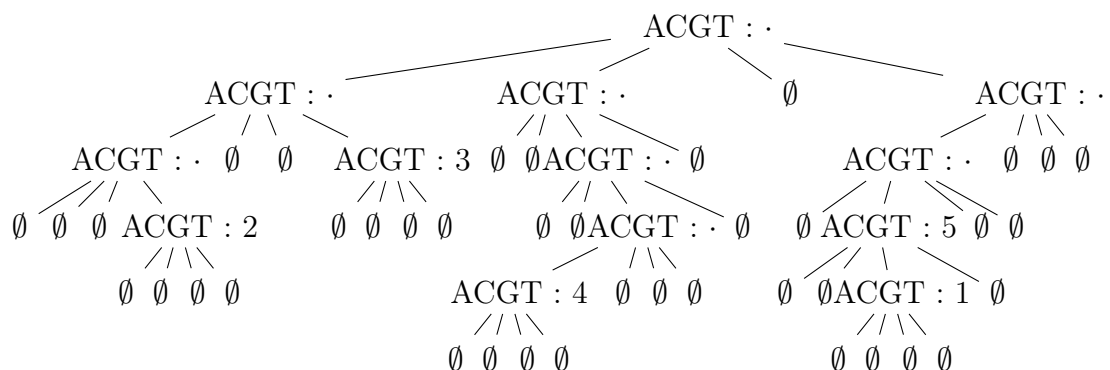 ACGT : ·
ACGT : · ACGT : · ∅ ACGT : ·
ACGT : · ∅ ∅ ACGT : 3 ∅ ∅ ACGT : · ∅ ACGT : · ∅ ∅ ∅
∅ ∅ ∅ ACGT : 2 ∅ ∅ ∅ ∅ ∅ ∅ ACGT : · ∅ ∅ ACGT : 5 ∅ ∅
∅ ∅ ∅ ∅ ACGT : 4 ∅ ∅ ∅ ∅ ∅ ACGT : 1 ∅
∅ ∅ ∅ ∅ ∅ ∅ ∅ ∅